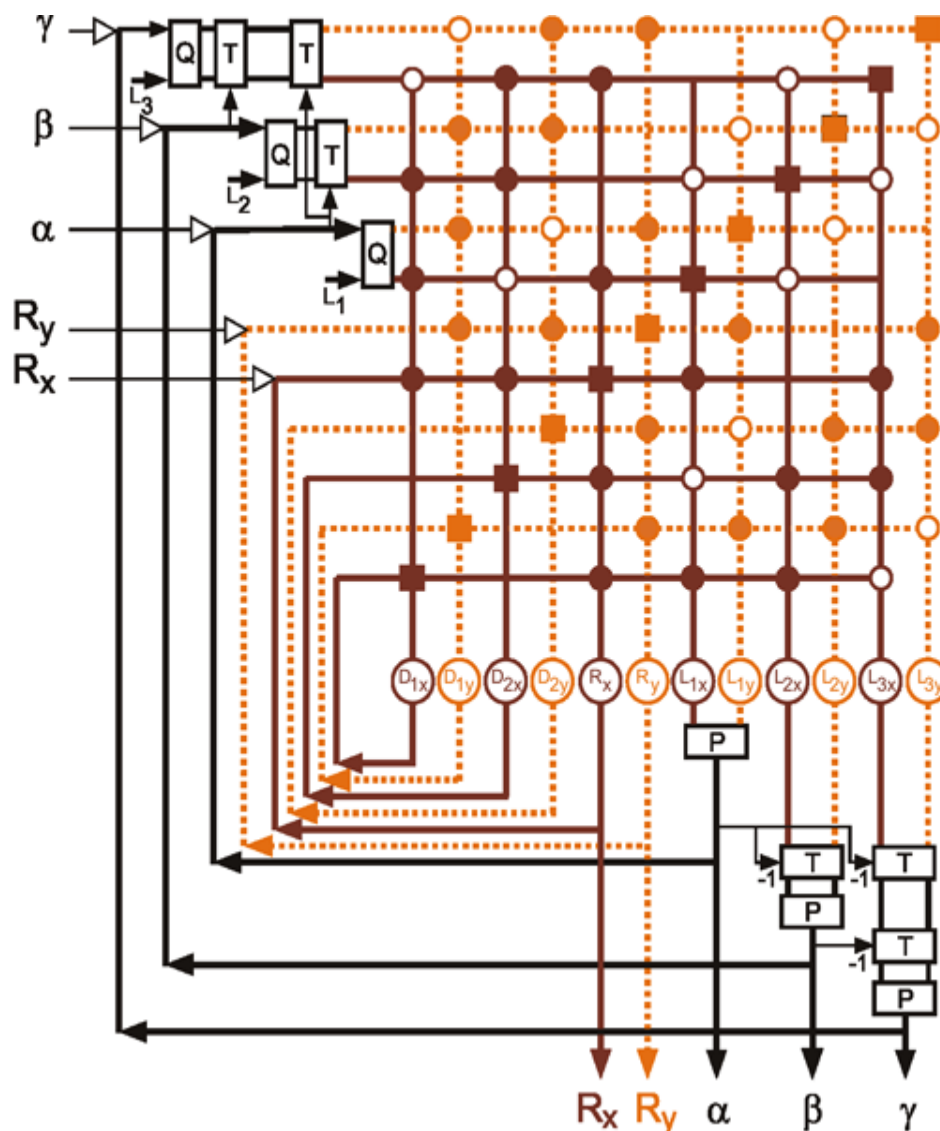 γ
Q T T
L3
β
Q T
L2
α
Q
L1
Ry
Rx
D1x D1y D2x D2y Rx Ry L1x L1y L2x L2y L3x L3y
P
-1 T -1 T
P
-1 T
P
Rx Ry α β γ